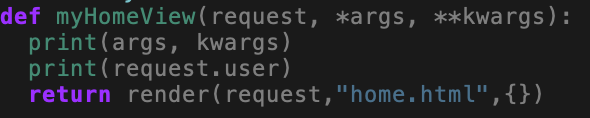 def myHomeView(request, *args, **kwargs):
  print(args, kwargs)
  print(request.user)
  return render(request,"home.html",{})